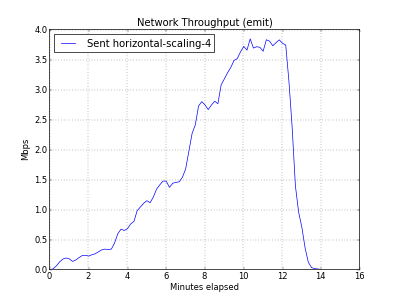 Network Throughput (emit)
Sent horizontal-scaling-4
4.0
3.5
3.0
2.5
2.0
1.5
1.0
0.5
0.0
Mbps
0 2 4 6 8 10 12 14 16
Minutes elapsed